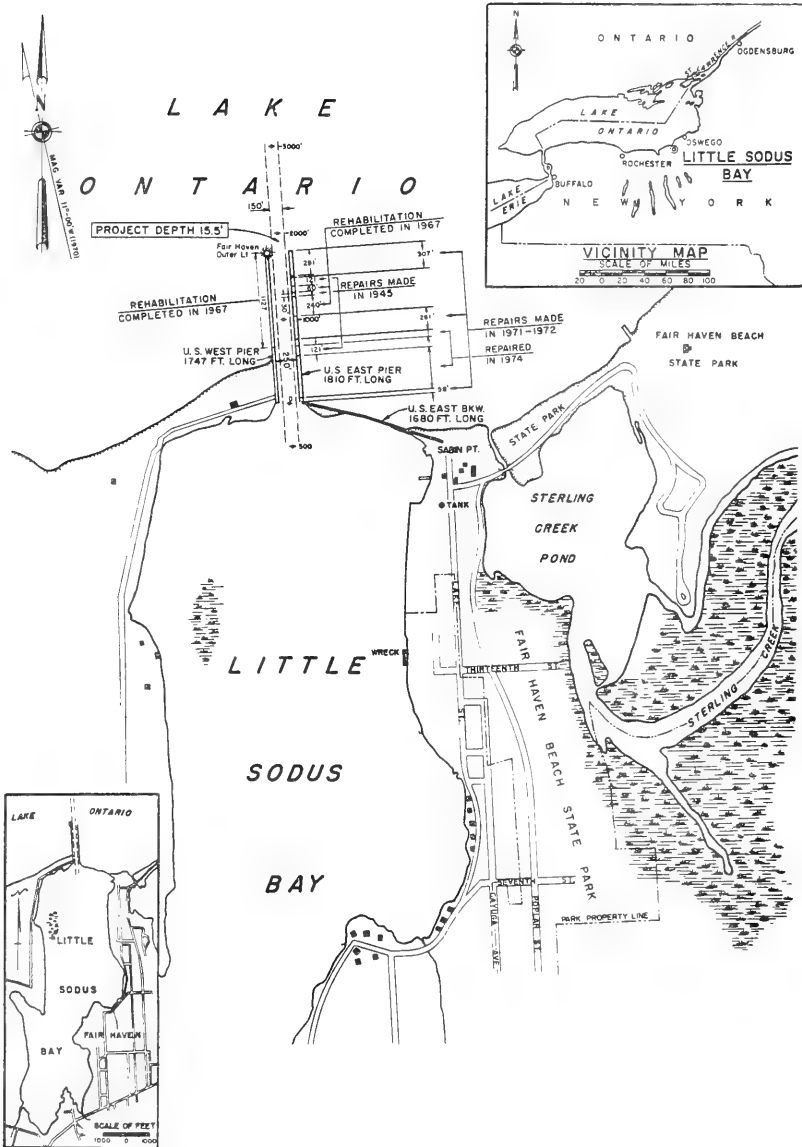 N
MAG VAR 11°-00'W (1970)
LAKE
ONTARIO
3000'
150'
PROJECT DEPTH 15.5'
2000'
Fair Haven
Outer Lt
REHABILITATION
COMPLETED IN 1967
281'
121'
60'
240'
307'
REPAIRS MADE
IN 1945
REHABILITATION
COMPLETED IN 1967
1000'
261'
REPAIRS MADE
IN 1971-1972
U.S. WEST PIER
1747 FT. LONG
121
REPAIRED
IN 1974
U.S. EAST PIER
1810 FT. LONG
0
58'
U.S. EAST BKW.
1680 FT. LONG
500
N
ONTARIO
ST. LAWRENCE R.
OGDENSBURG
LAKE
ONTARIO
OSWEGO
ROCHESTER
LITTLE SODUS
BAY
BUFFALO
LAKE
ERIE
NEW YORK
VICINITY MAP
SCALE OF MILES
20 0 20 40 60 80 100
FAIR HAVEN BEACH
STATE PARK
STATE PARK
SABIN PT.
TANK
STERLING
CREEK
POND
LAKE
ST.
WRECK
THIRTEENTH ST.
FAIR HAVEN BEACH STATE PARK
STERLING CREEK
LITTLE
SODUS
BAY
SEVENTH ST.
CAYUGA AVE.
POPLAR ST.
PARK PROPERTY LINE
LAKE ONTARIO
LITTLE
SODUS
BAY
FAIR HAVEN
SCALE OF FEET
1000 0 1000